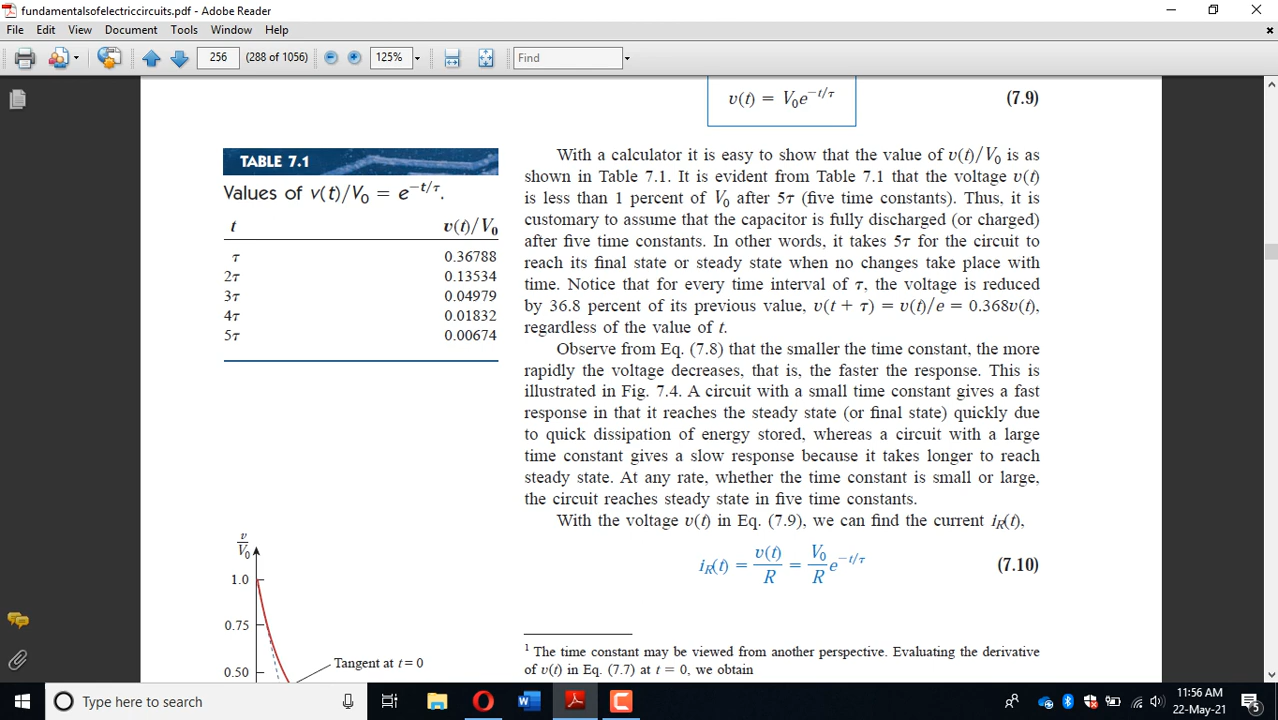 fundamentalsofelectriccircuits.pdf - Adobe Reader
File Edit View Document Tools Window Help
256 (288 of 1056) 125% Find
v(t) = V₀e^−t/τ (7.9)
TABLE 7.1
Values of v(t)/V₀ = e^−t/τ.
t v(t)/V₀
τ 0.36788
2τ 0.13534
3τ 0.04979
4τ 0.01832
5τ 0.00674
With a calculator it is easy to show that the value of v(t)/V₀ is as
shown in Table 7.1. It is evident from Table 7.1 that the voltage v(t)
is less than 1 percent of V₀ after 5τ (five time constants). Thus, it is
customary to assume that the capacitor is fully discharged (or charged)
after five time constants. In other words, it takes 5τ for the circuit to
reach its final state or steady state when no changes take place with
time. Notice that for every time interval of τ, the voltage is reduced
by 36.8 percent of its previous value, v(t + τ) = v(t)/e = 0.368v(t),
regardless of the value of t.
Observe from Eq. (7.8) that the smaller the time constant, the more
rapidly the voltage decreases, that is, the faster the response. This is
illustrated in Fig. 7.4. A circuit with a small time constant gives a fast
response in that it reaches the steady state (or final state) quickly due
to quick dissipation of energy stored, whereas a circuit with a large
time constant gives a slow response because it takes longer to reach
steady state. At any rate, whether the time constant is small or large,
the circuit reaches steady state in five time constants.
With the voltage v(t) in Eq. (7.9), we can find the current i_R(t),
i_R(t) = v(t)/R = V₀/R e^−t/τ (7.10)
v/V₀
1.0
0.75
0.50
Tangent at t = 0
1 The time constant may be viewed from another perspective. Evaluating the derivative
of v(t) in Eq. (7.7) at t = 0, we obtain
Type here to search
11:56 AM
22-May-21
5